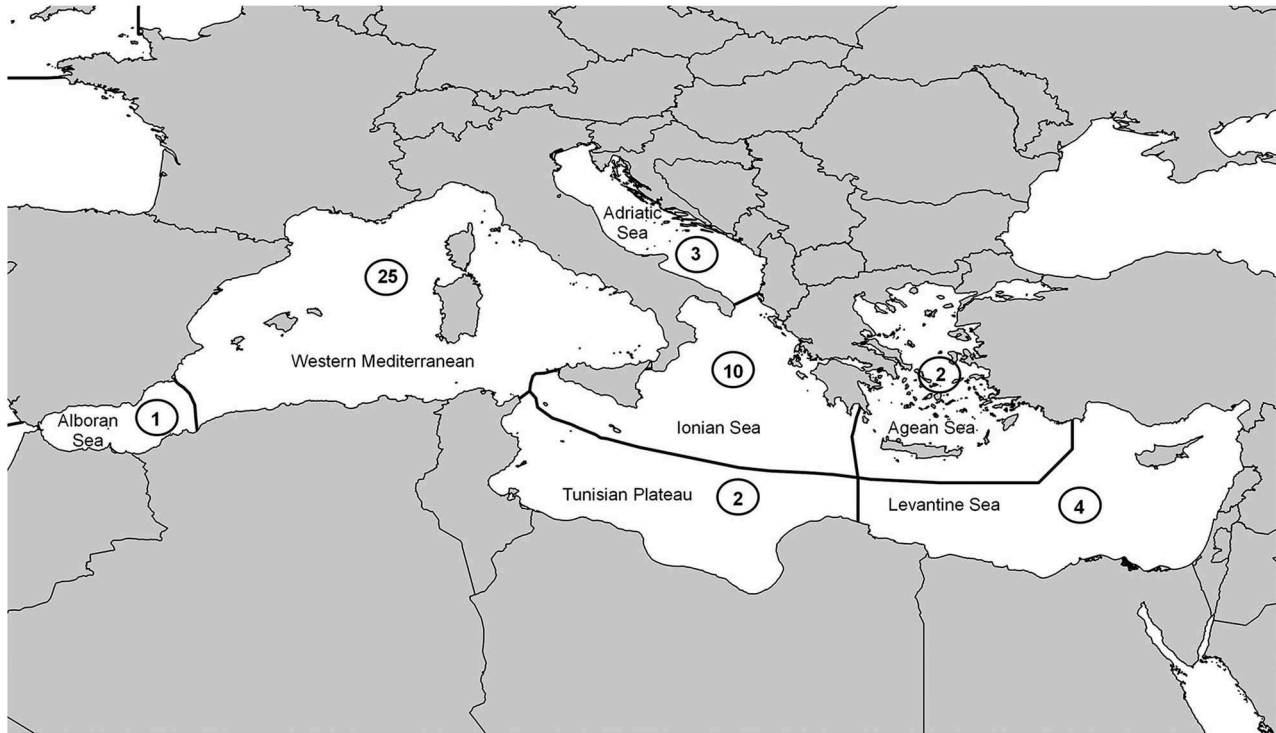 Adriatic
Sea
3
25
Western Mediterranean
10
2
1
Alboran
Sea
Ionian Sea
Agean Sea
Tunisian Plateau
2
Levantine Sea
4